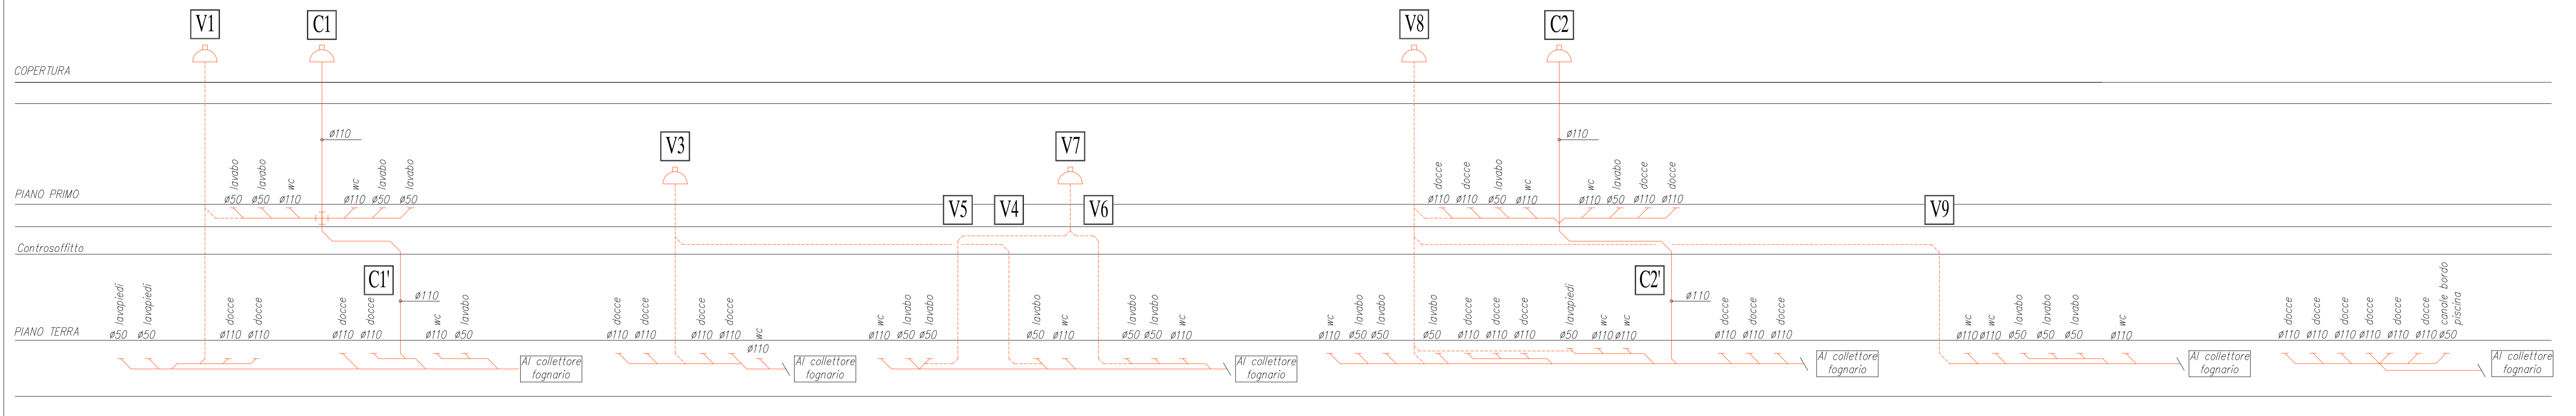 V1
C1
V8
C2
COPERTURA
ø110
ø110
V3
V7
PIANO PRIMO
ø50 lavabo
ø50 lavabo
ø110 wc
ø110 wc
ø50 lavabo
ø50 lavabo
ø110 docce
ø110 docce
ø50 lavabo
ø110 wc
ø110 wc
ø50 lavabo
ø110 docce
ø110 docce
V5
V4
V6
V9
Controsoffitto
C1'
ø110
C2'
ø110
PIANO TERRA
ø50 lavapiedi
ø50 lavapiedi
ø110 docce
ø110 docce
ø110 docce
ø110 docce
ø110 wc
ø50 lavabo
Al collettore
fognario
ø110 docce
ø110 docce
ø110 docce
ø110 docce
ø110 wc
Al collettore
fognario
ø110 wc
ø50 lavabo
ø50 lavabo
ø50 lavabo
ø110 wc
ø50 lavabo
ø50 lavabo
ø110 wc
Al collettore
fognario
ø110 wc
ø50 lavabo
ø50 lavabo
ø50 lavabo
ø110 docce
ø110 docce
ø110 docce
ø50 lavapiedi
ø110 wc
ø110 wc
ø110 docce
ø110 docce
ø110 docce
Al collettore
fognario
ø110 wc
ø110 wc
ø50 lavabo
ø50 lavabo
ø50 lavabo
ø110 wc
Al collettore
fognario
ø110 docce
ø110 docce
ø110 docce
ø110 docce
ø110 docce
ø110 docce
ø50 canale bordo
piscina
Al collettore
fognario